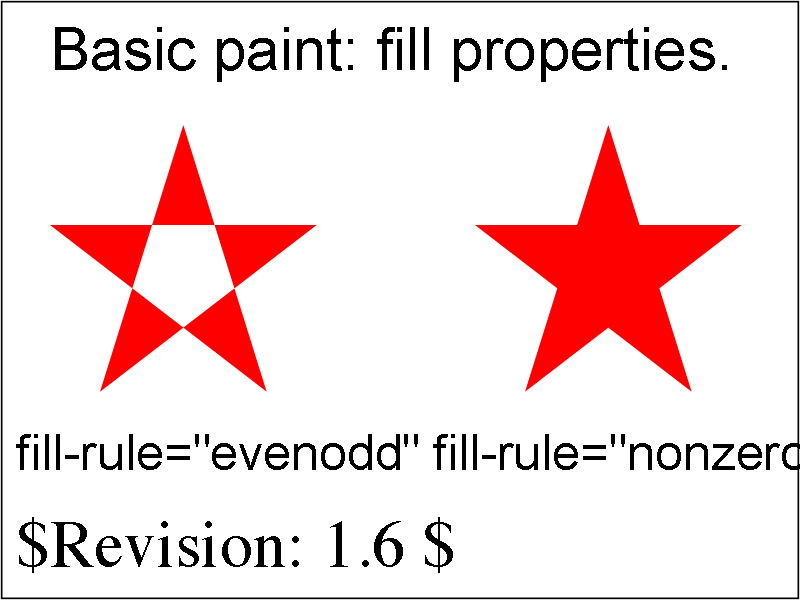 Basic paint: fill properties.
fill-rule="evenodd" fill-rule="nonzero
$Revision: 1.6 $